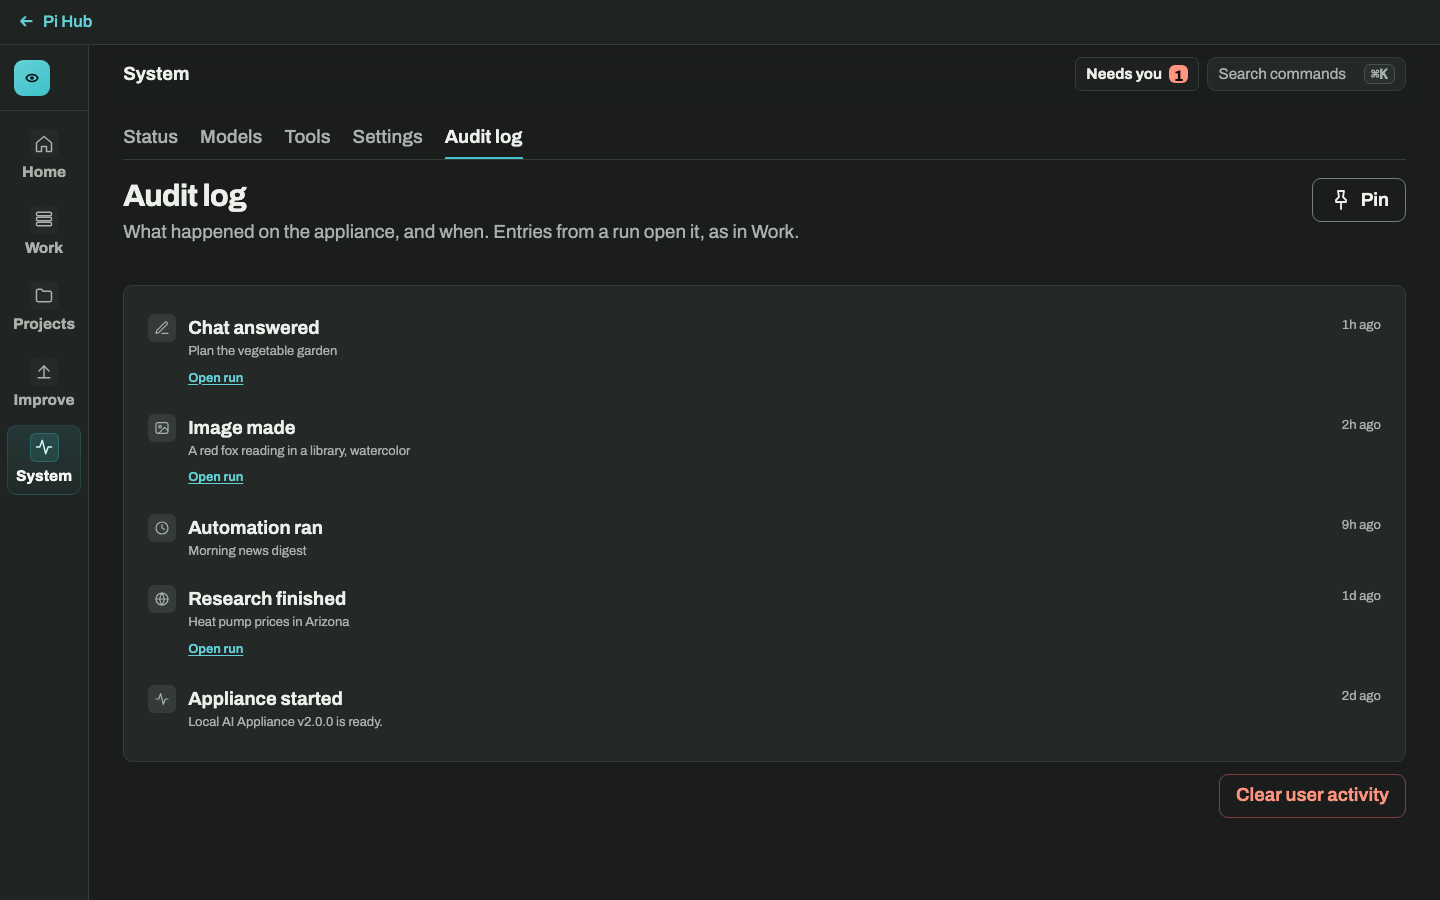 Pi Hub
System
Needs you 1
Search commands ⌘K
Home
Work
Projects
Improve
System
Status Models Tools Settings Audit log
Audit log
Pin
What happened on the appliance, and when. Entries from a run open it, as in Work.
Chat answered
1h ago
Plan the vegetable garden
Open run
Image made
2h ago
A red fox reading in a library, watercolor
Open run
Automation ran
9h ago
Morning news digest
Research finished
1d ago
Heat pump prices in Arizona
Open run
Appliance started
2d ago
Local AI Appliance v2.0.0 is ready.
Clear user activity